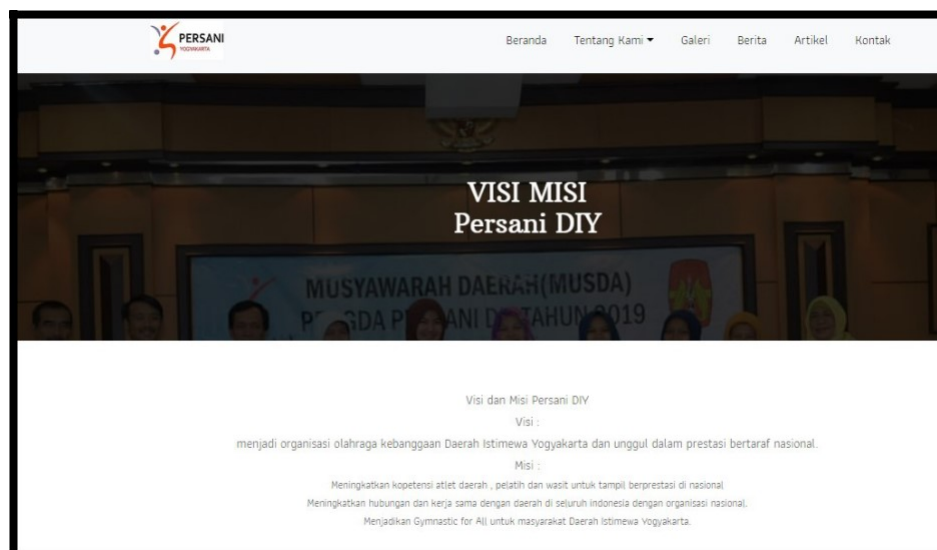 PERSANI
YOGYAKARTA
Beranda Tentang Kami Galeri Berita Artikel Kontak
VISI MISI
Persani DIY
MUSYAWARAH DAERAH(MUSDA)
TAHUN 2019
Visi dan Misi Persani DIY
Visi :
menjadi organisasi olahraga kebanggaan Daerah Istimewa Yogyakarta dan unggul dalam prestasi bertaraf nasional.
Misi :
Meningkatkan kopetensi atlet daerah , pelatih dan wasit untuk tampil berprestasi di nasional
Meningkatkan hubungan dan kerja sama dengan daerah di seluruh indonesia dengan organisasi nasional.
Menjadikan Gymnastic for All untuk masyarakat Daerah Istimewa Yogyakarta.